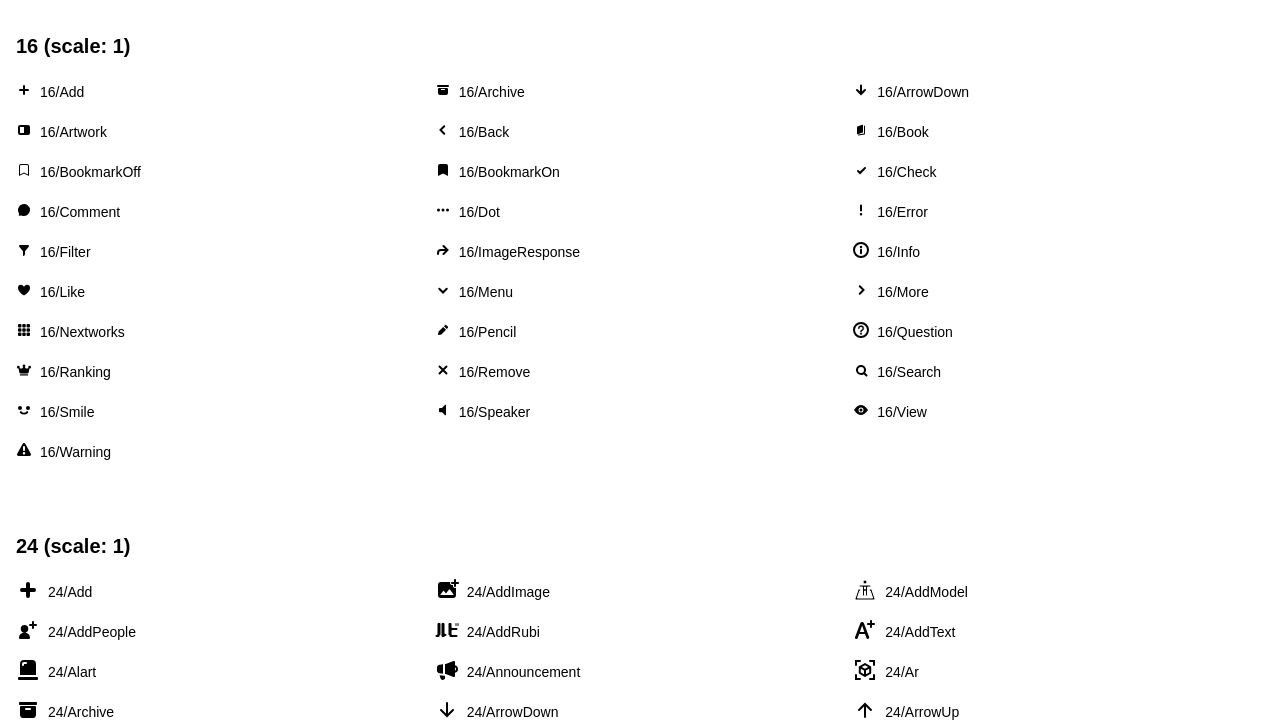 16 (scale: 1)
16/Add 16/Archive 16/ArrowDown
16/Artwork 16/Back 16/Book
16/BookmarkOff 16/BookmarkOn 16/Check
16/Comment 16/Dot 16/Error
16/Filter 16/ImageResponse 16/Info
16/Like 16/Menu 16/More
16/Nextworks 16/Pencil 16/Question
16/Ranking 16/Remove 16/Search
16/Smile 16/Speaker 16/View
16/Warning
24 (scale: 1)
24/Add 24/AddImage 24/AddModel
24/AddPeople 24/AddRubi 24/AddText
24/Alart 24/Announcement 24/Ar
24/Archive 24/ArrowDown 24/ArrowUp